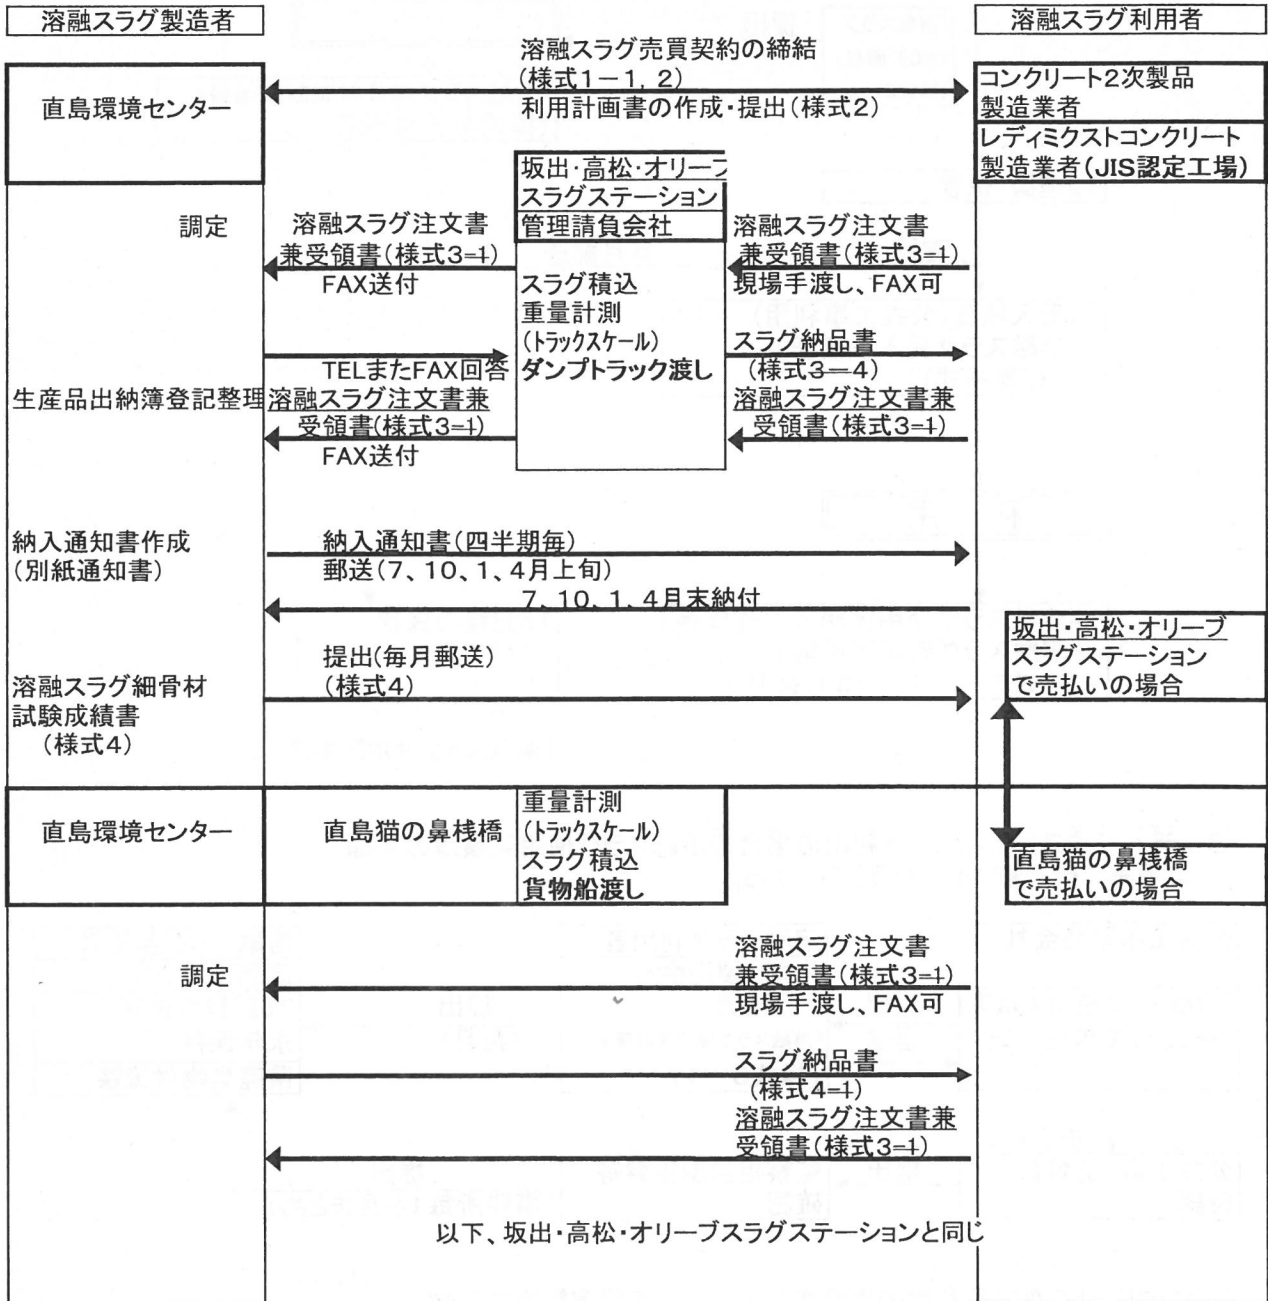 溶融スラグ製造者
溶融スラグ利用者
溶融スラグ売買契約の締結
(様式1－1，2)
利用計画書の作成・提出(様式2)
直島環境センター
コンクリート2次製品
製造業者
レディミクストコンクリート
製造業者(JIS認定工場)
坂出・高松・オリーブ
スラグステーション
管理請負会社
調定
溶融スラグ注文書
兼受領書(様式3-1)
FAX送付
溶融スラグ注文書
兼受領書(様式3-1)
現場手渡し、FAX可
スラグ積込
重量計測
(トラックスケール)
ダンプトラック渡し
TELまたFAX回答
スラグ納品書
(様式3－4)
生産品出納簿登記整理
溶融スラグ注文書兼
受領書(様式3-1)
FAX送付
溶融スラグ注文書兼
受領書(様式3-1)
納入通知書作成
(別紙通知書)
納入通知書(四半期毎)
郵送(7、10、1、4月上旬)
7、10、1、4月末納付
坂出・高松・オリーブ
スラグステーション
で売払いの場合
提出(毎月郵送)
(様式4)
溶融スラグ細骨材
試験成績書
(様式4)
直島環境センター
直島猫の鼻桟橋
重量計測
(トラックスケール)
スラグ積込
貨物船渡し
直島猫の鼻桟橋
で売払いの場合
調定
溶融スラグ注文書
兼受領書(様式3-1)
現場手渡し、FAX可
スラグ納品書
(様式4-1)
溶融スラグ注文書兼
受領書(様式3-1)
以下、坂出・高松・オリーブスラグステーションと同じ